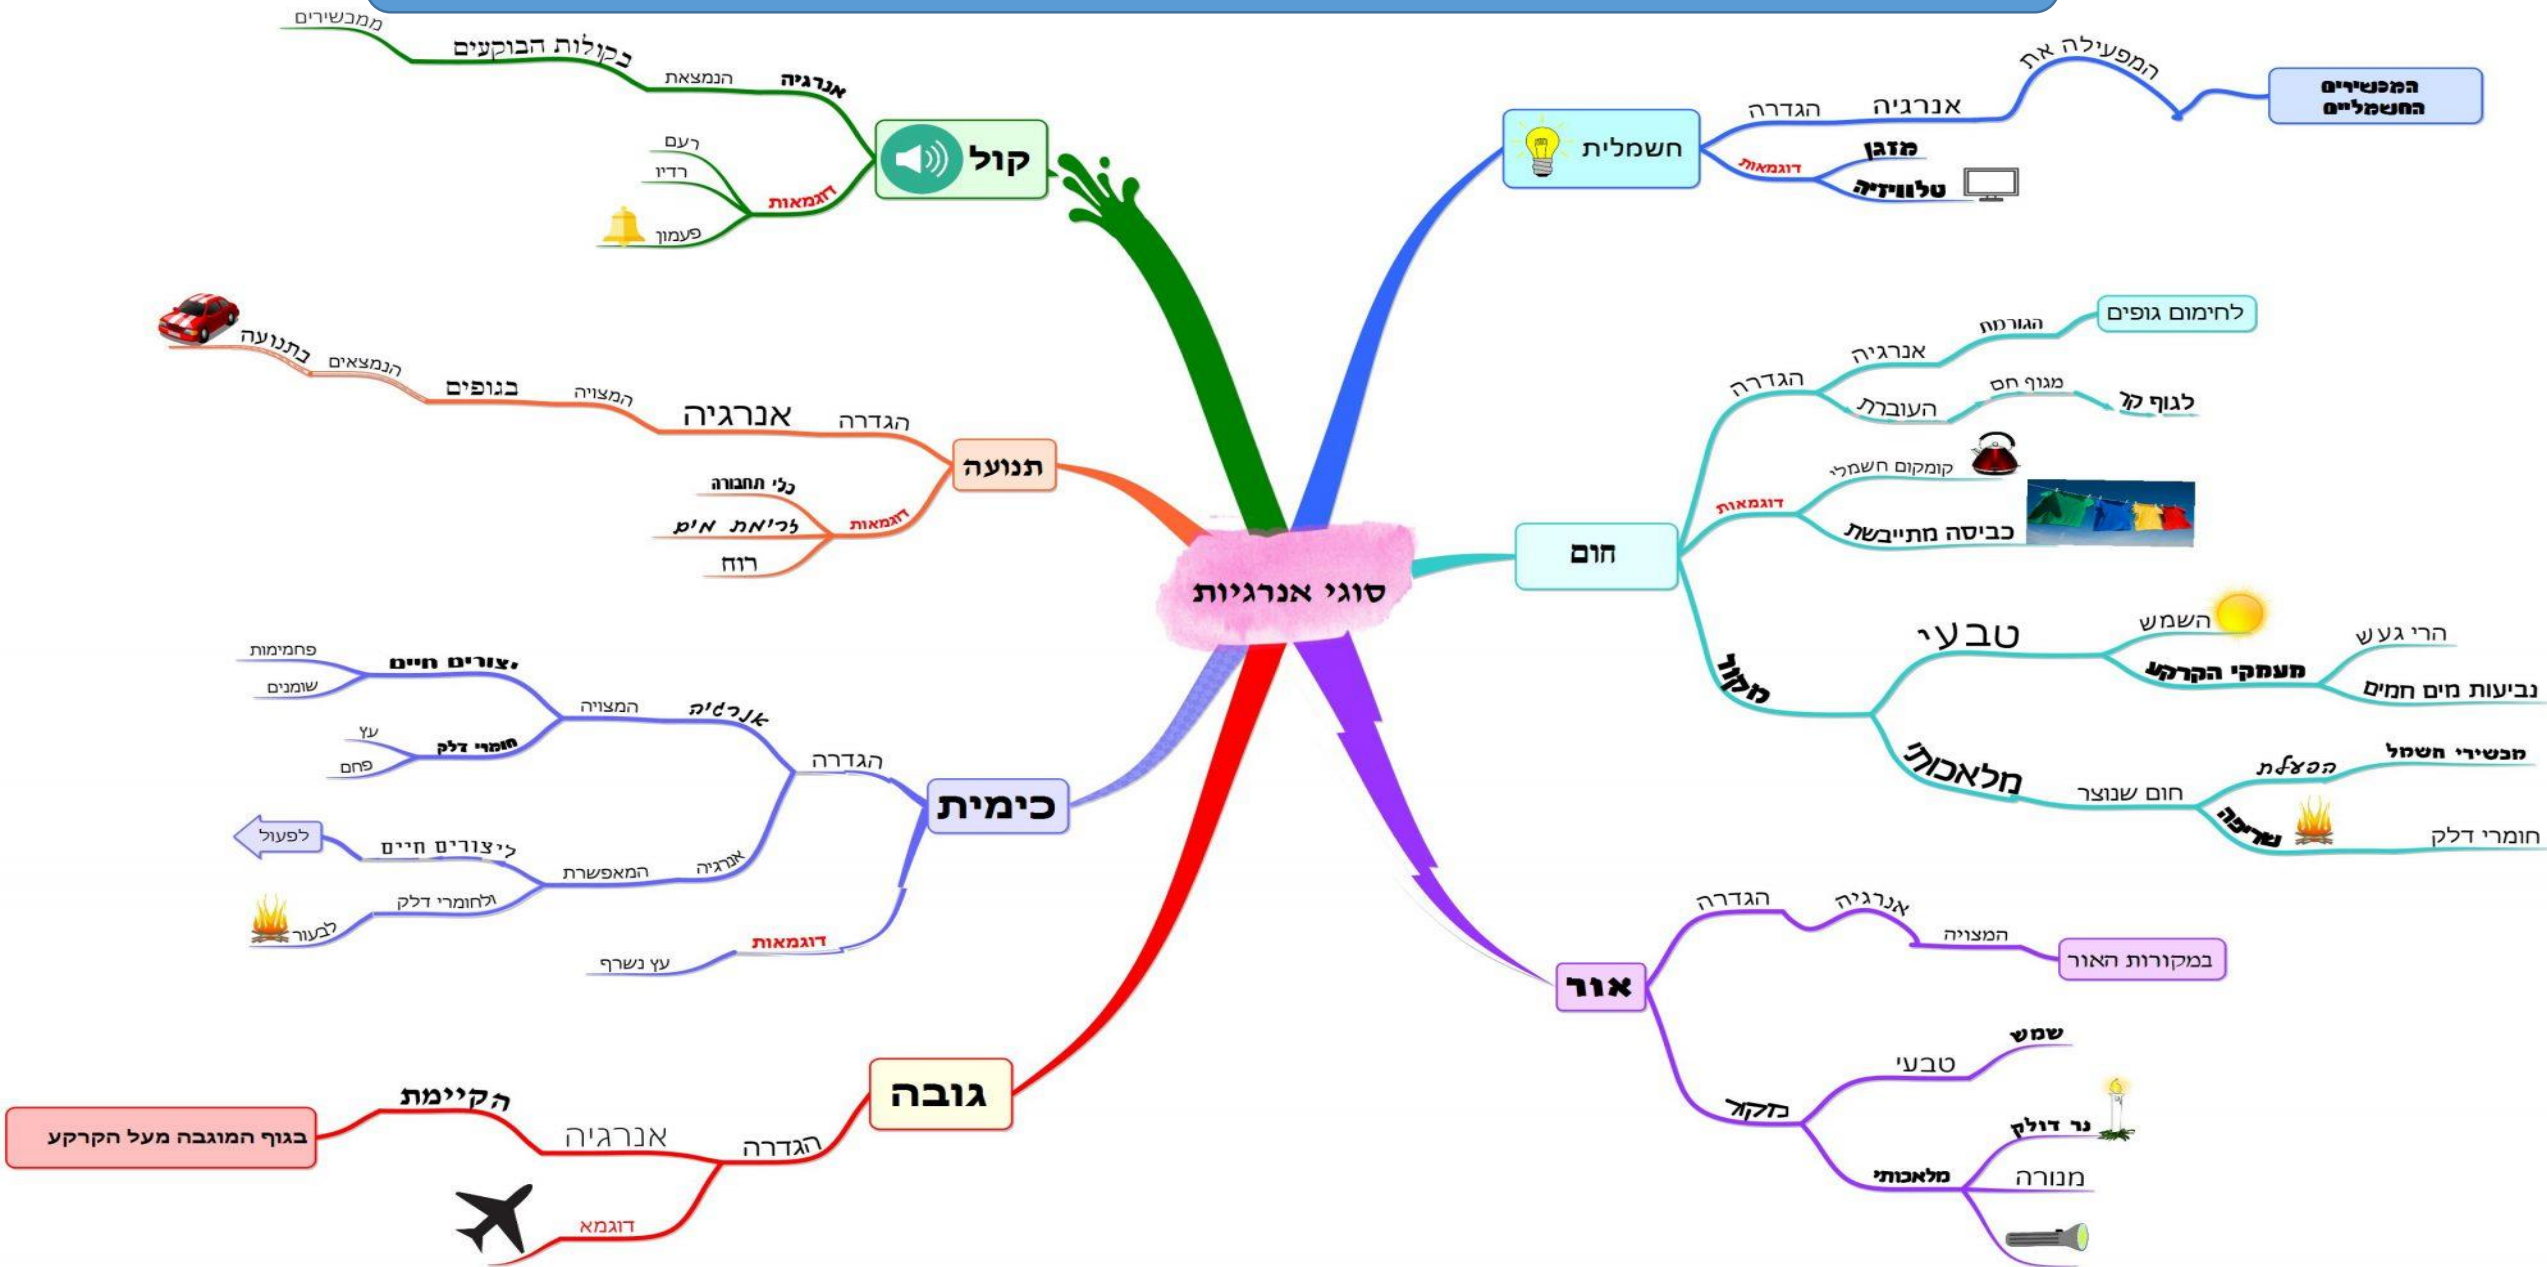 סוגי אנרגיות
חשמלית
הגדרה
אנרגיה
המפעילה את
המכשירים
החשמליים
דוגמאות
מזגן
טלוויזיה
חום
הגדרה
אנרגיה
הגורמת
לחימום גופים
העוברת
מגוף חם
לגוף קר
דוגמאות
קומקום חשמלי
כביסה מתייבשת
מקור
טבעי
השמש
מעמקי הקרקע
הרי געש
נביעות מים חמים
מלאכותי
חום שנוצר
הפעלת
מכשירי חשמל
שריפה
חומרי דלק
אור
הגדרה
אנרגיה
המצויה
במקורות האור
מקור
טבעי
שמש
מלאכותי
נר דולק
מנורה
קול
אנרגיה
הנמצאת
בקולות הבוקעים
ממכשירים
דוגמאות
רעם
רדיו
פעמון
תנועה
הגדרה
אנרגיה
המצויה
בגופים
הנמצאים
בתנועה
דוגמאות
כלי תחבורה
זרימת מים
רוח
כימית
הגדרה
אנרגיה
המצויה
יצורים חיים
פחמימות
שומנים
חומרי דלק
עץ
פחם
אנרגיה
המאפשרת
ליצורים חיים
לפעול
ולחומרי דלק
לבעור
דוגמאות
עץ נשרף
גובה
הגדרה
אנרגיה
הקיימת
בגוף המוגבה מעל הקרקע
דוגמא